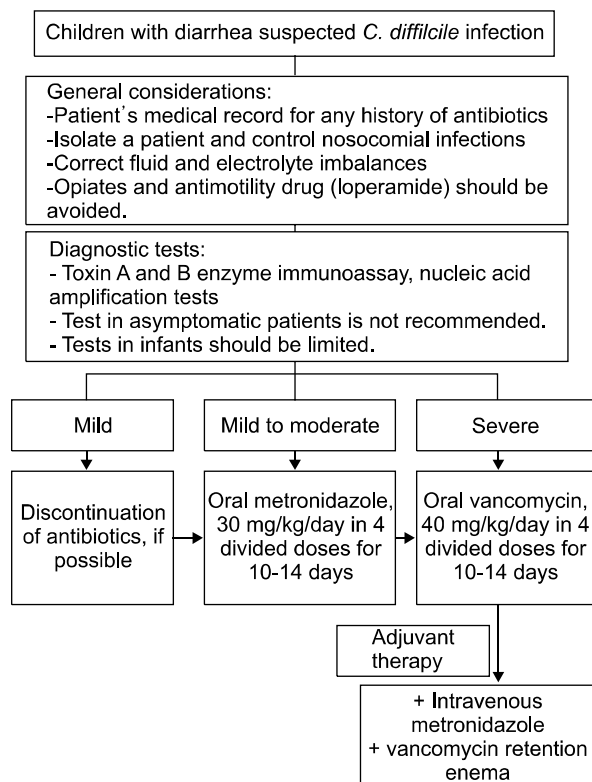 Children with diarrhea suspected C. diffilcile infection
General considerations:
-Patient's medical record for any history of antibiotics
-Isolate a patient and control nosocomial infections
-Correct fluid and electrolyte imbalances
-Opiates and antimotility drug (loperamide) should be
avoided.
Diagnostic tests:
- Toxin A and B enzyme immunoassay, nucleic acid
amplification tests
- Test in asymptomatic patients is not recommended.
- Tests in infants should be limited.
Mild
Mild to moderate
Severe
Discontinuation
of antibiotics, if
possible
Oral metronidazole,
30 mg/kg/day in 4
divided doses for
10-14 days
Oral vancomycin,
40 mg/kg/day in 4
divided doses for
10-14 days
Adjuvant
therapy
+ Intravenous
metronidazole
+ vancomycin retention
enema